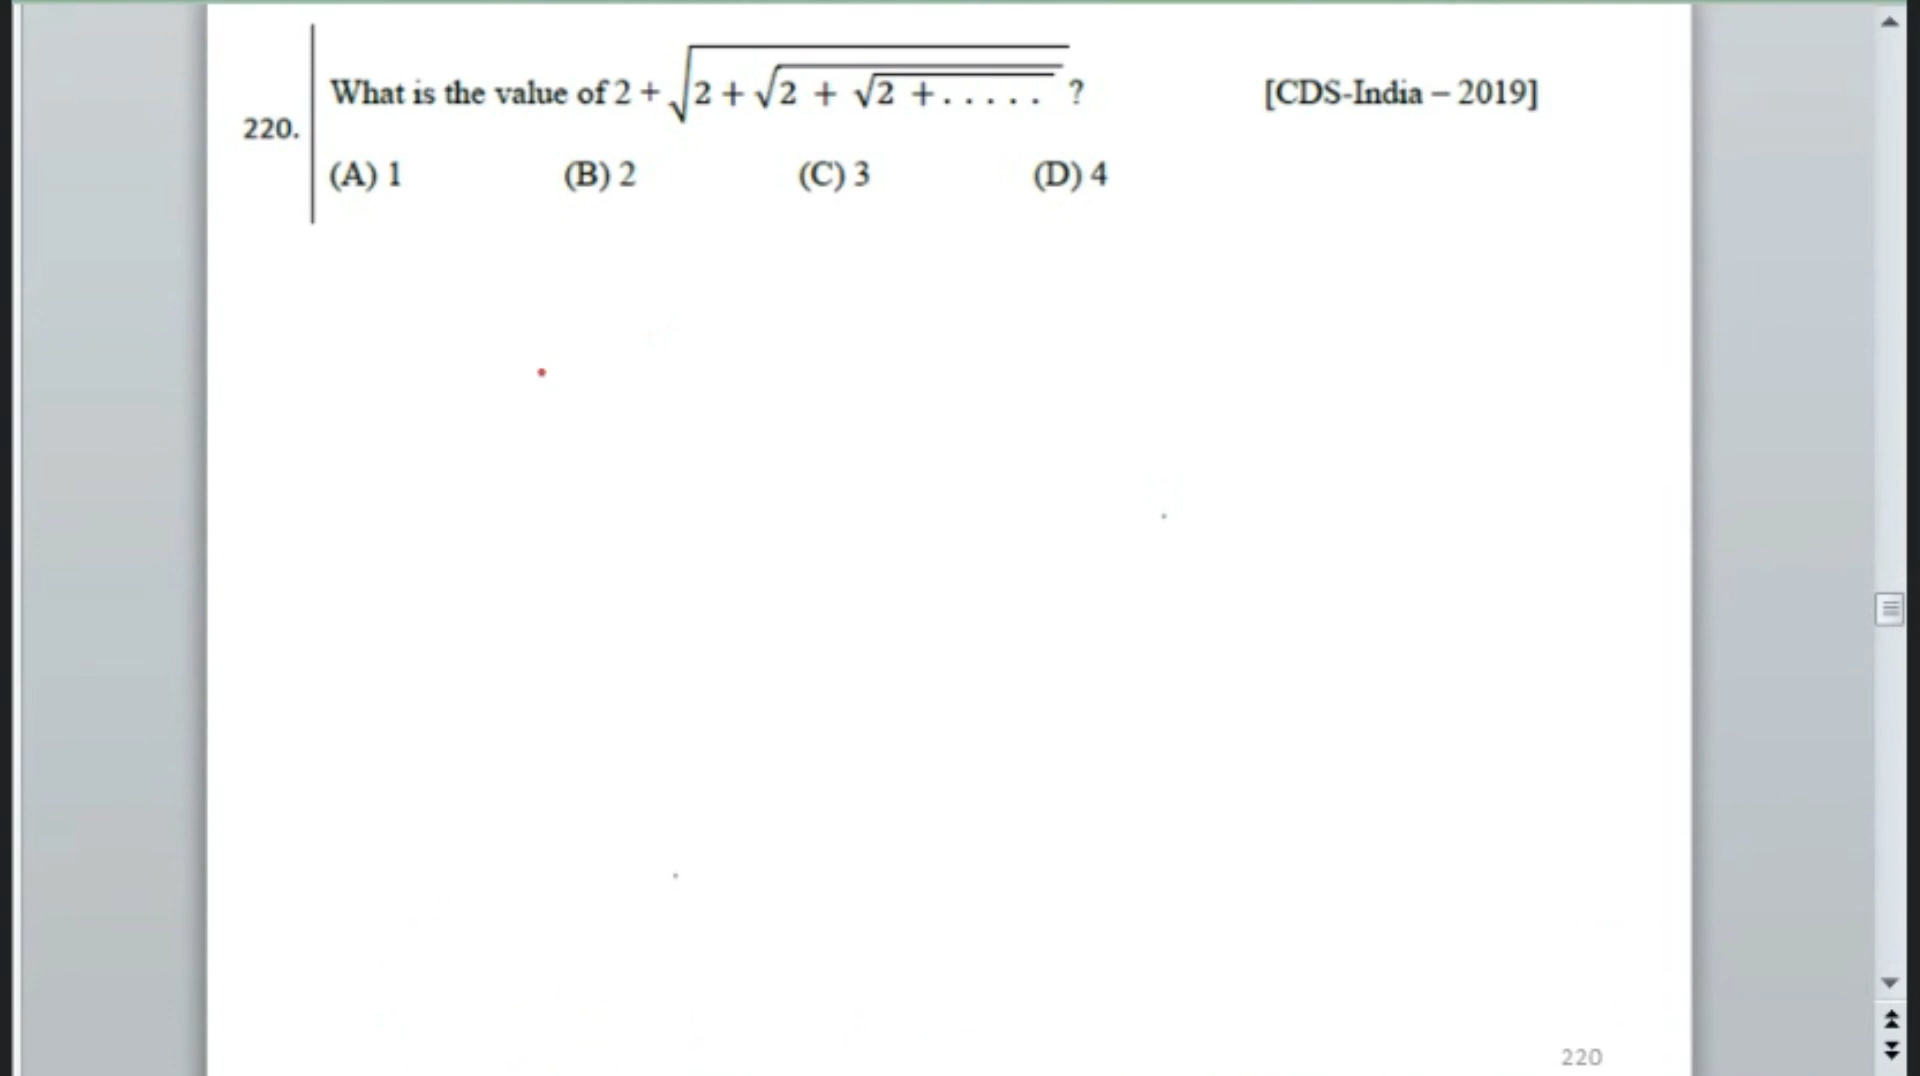 What is the value of 2 + √(2 + √(2 + √(2 +..... ? [CDS-India – 2019]
220.
(A) 1 (B) 2 (C) 3 (D) 4
220